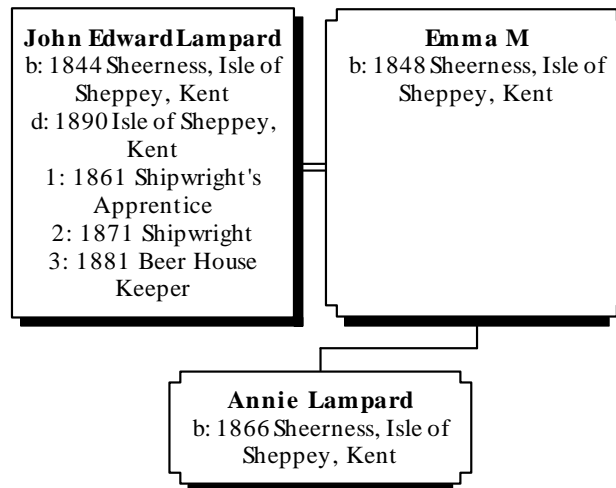 John Edward Lampard
b: 1844 Sheerness, Isle of
Sheppey, Kent
d: 1890 Isle of Sheppey,
Kent
1: 1861 Shipwright's
Apprentice
2: 1871 Shipwright
3: 1881 Beer House
Keeper
Emma M
b: 1848 Sheerness, Isle of
Sheppey, Kent
Annie Lampard
b: 1866 Sheerness, Isle of
Sheppey, Kent